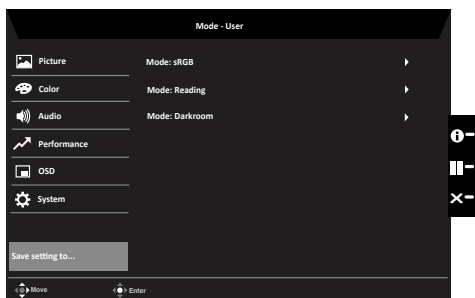 Mode - User
Picture
Mode: sRGB
Color
Mode: Reading
Audio
Mode: Darkroom
Performance
OSD
System
Save setting to...
Move
Enter